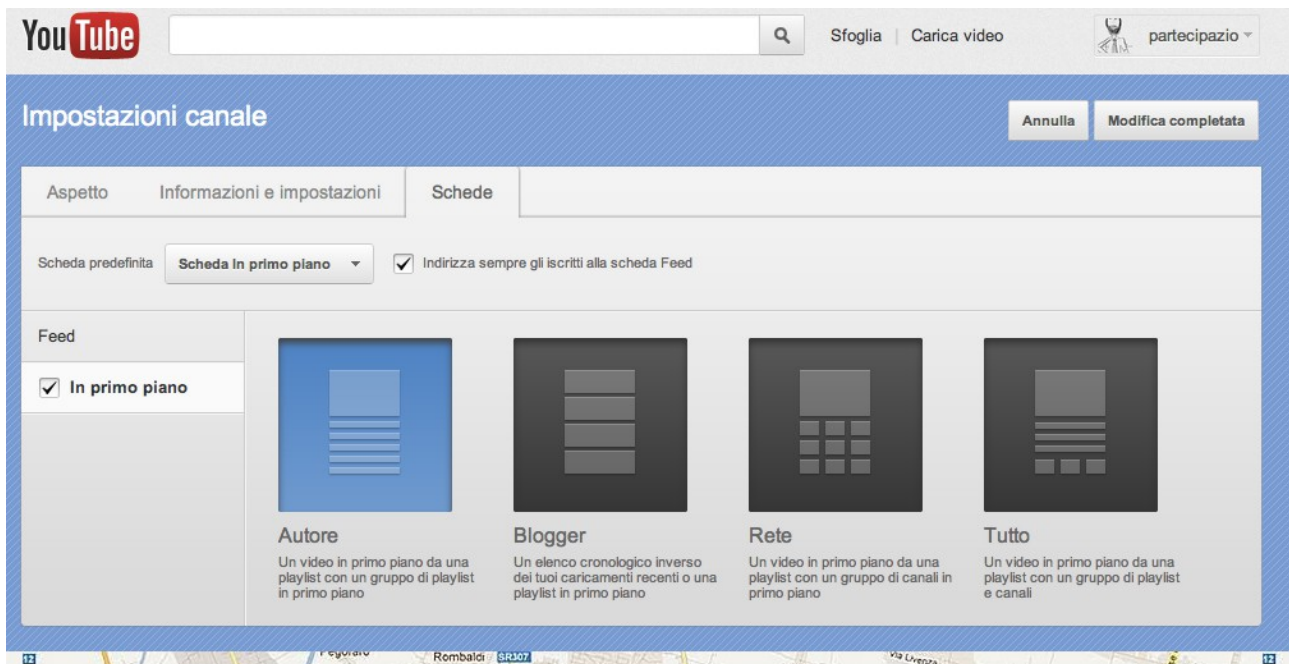 YouTube
Sfoglia | Carica video
partecipazio
Impostazioni canale
Annulla
Modifica completata
Aspetto
Informazioni e impostazioni
Schede
Scheda predefinita
Scheda in primo piano
Indirizza sempre gli iscritti alla scheda Feed
Feed
In primo piano
Autore
Un video in primo piano da una
playlist con un gruppo di playlist
in primo piano
Blogger
Un elenco cronologico inverso
dei tuoi caricamenti recenti o una
playlist in primo piano
Rete
Un video in primo piano da una
playlist con un gruppo di canali in
primo piano
Tutto
Un video in primo piano da una
playlist con un gruppo di playlist
e canali
12
Rombaldi
SR307
Via Livenza
12